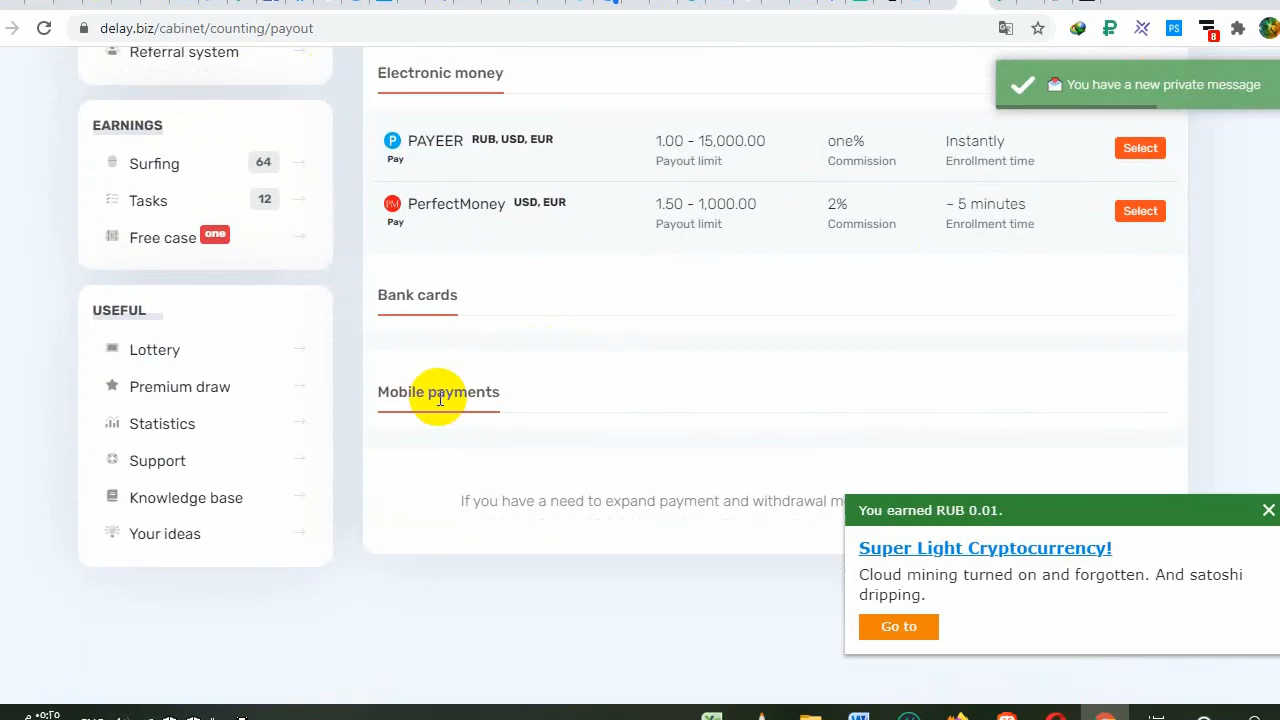 delay.biz/cabinet/counting/payout
8
PS
Referral system
EARNINGS
Surfing 64
Tasks 12
Free case one
USEFUL
Lottery
Premium draw
Statistics
Support
Knowledge base
Your ideas
Electronic money
You have a new private message
PAYEER RUB, USD, EUR 1.00 - 15,000.00 one% Instantly Select
Pay Payout limit Commission Enrollment time
PM PerfectMoney USD, EUR 1.50 - 1,000.00 2% ~ 5 minutes Select
Pay Payout limit Commission Enrollment time
Bank cards
Mobile payments
If you have a need to expand payment and withdrawal
You earned RUB 0.01.
Super Light Cryptocurrency!
Cloud mining turned on and forgotten. And satoshi
dripping.
Go to